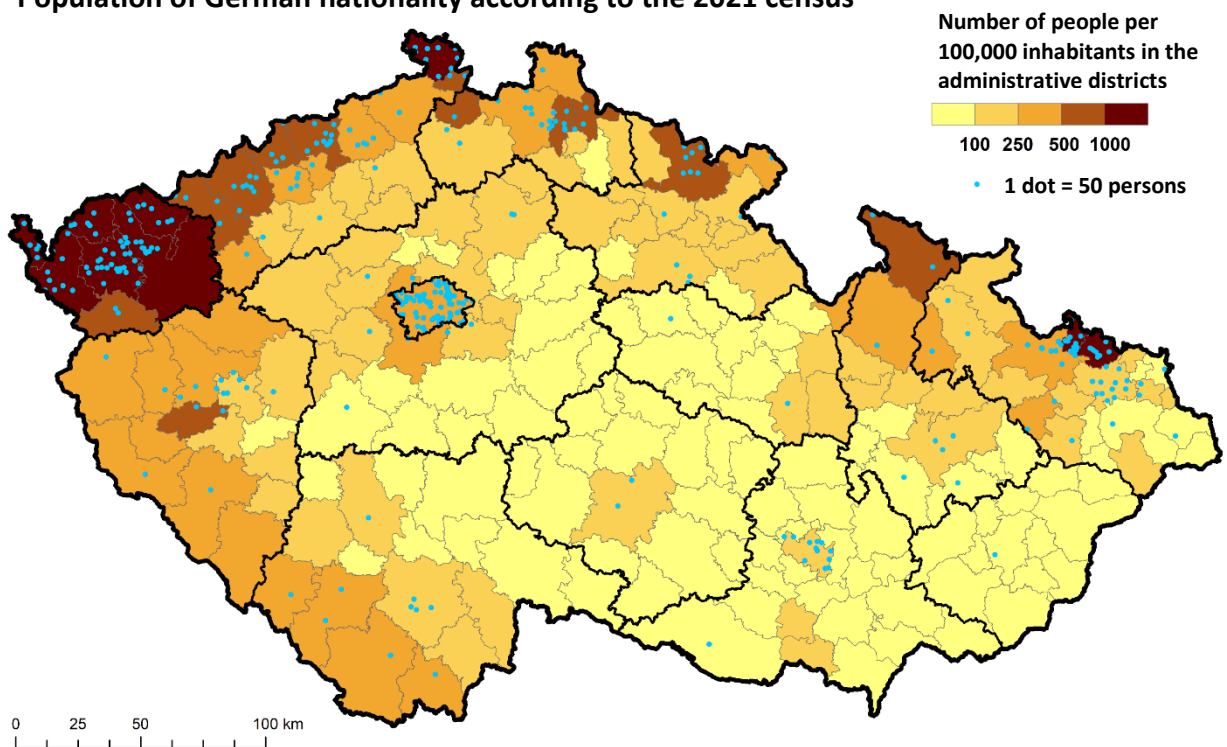 Population of German nationality according to the 2021 census
Number of people per
100,000 inhabitants in the
administrative districts
100 250 500 1000
1 dot = 50 persons
0 25 50 100 km